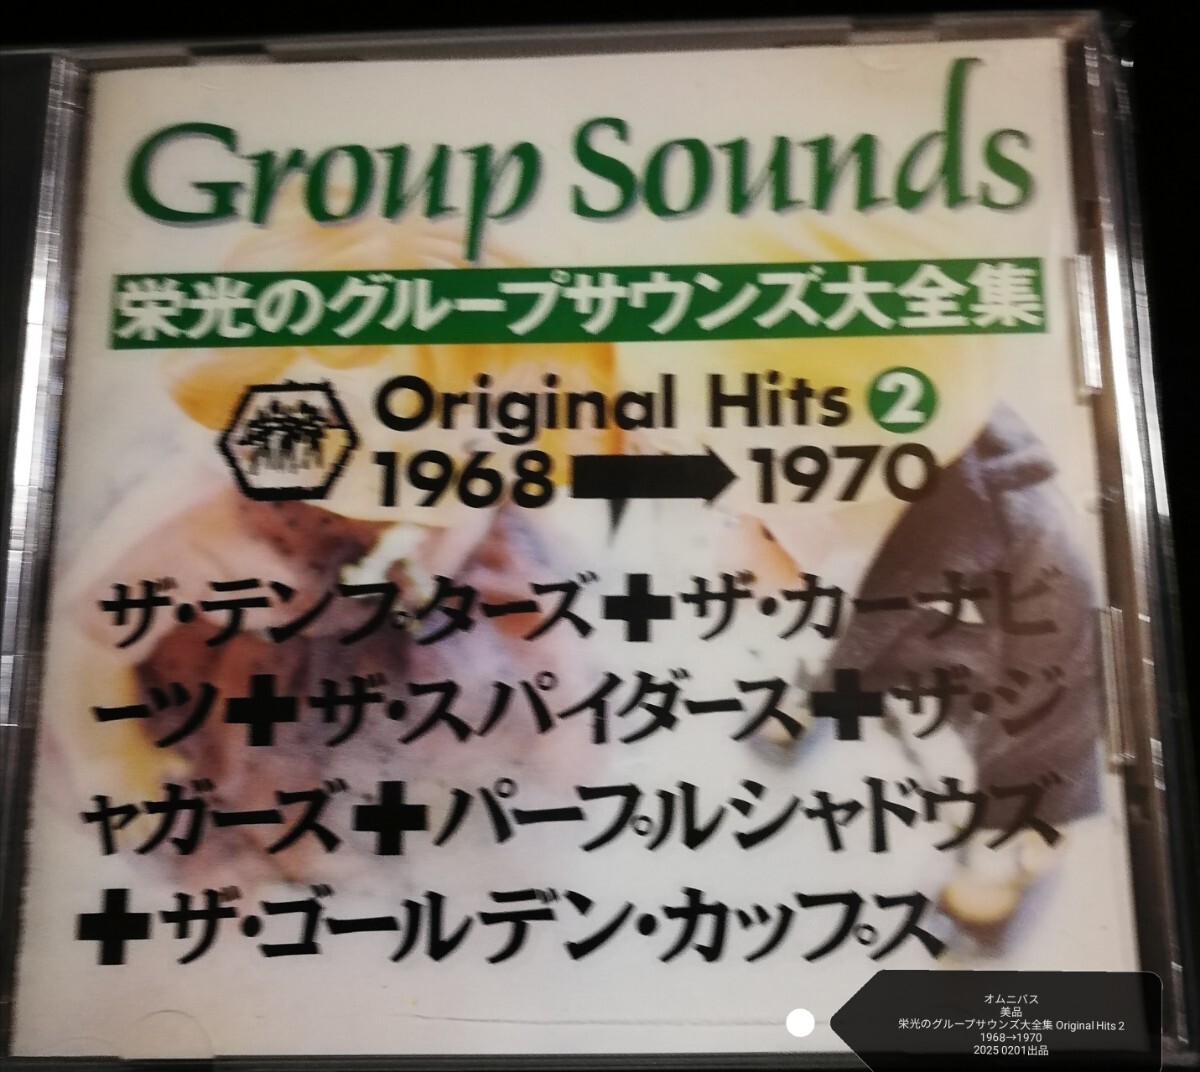 Group Sounds
栄光のグループサウンズ大全集
Original Hits 2
1968➡1970
ザ・テンプターズ✚ザ・カーナビ
ーツ✚ザ・スパイダース✚ザ・ジ
ャガーズ✚パープルシャドウズ
✚ザ・ゴールデン・カップス
オムニバス
美品
栄光のグループサウンズ大全集 Original Hits 2
1968→1970
2025 0201出品